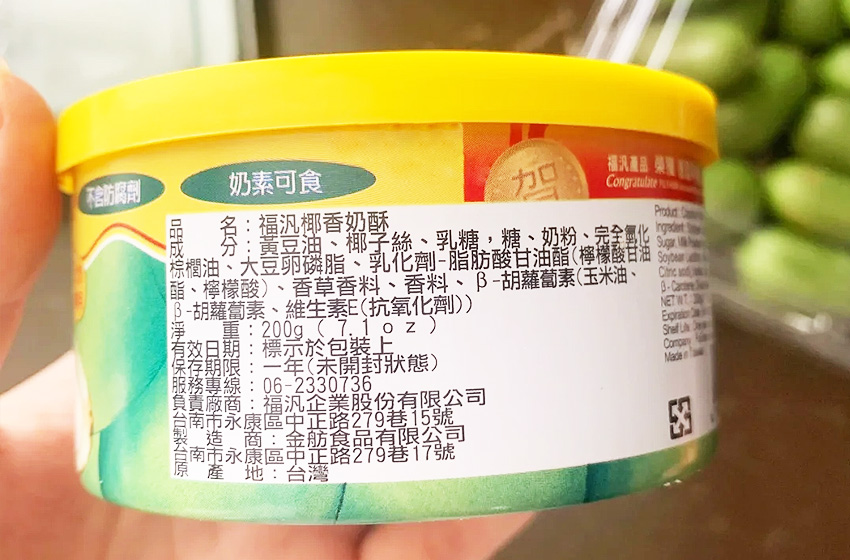 不含防腐劑
奶素可食
賀
福汎產品 榮獲
Congratulate
品 名：福汎椰香奶酥
成 分：黃豆油、椰子絲、乳糖，糖、奶粉、完全氫化
棕櫚油、大豆卵磷脂、乳化劑-脂肪酸甘油酯(檸檬酸甘油
酯、檸檬酸)、香草香料、香料、β-胡蘿蔔素(玉米油、
β-胡蘿蔔素、維生素E(抗氧化劑))
淨 重：200g（7.1oz）
有效日期：標示於包裝上
保存期限：一年(未開封狀態)
服務專線：06-2330736
負責廠商：福汎企業股份有限公司
台南市永康區中正路279巷15號
製 造 商：金舫食品有限公司
台南市永康區中正路279巷17號
原 產 地：台灣
Product:
Ingredient:
Sugar, Milk
Soybean
Citric acid
β-
NET
Expiration
Shelf Life
Company
Made in